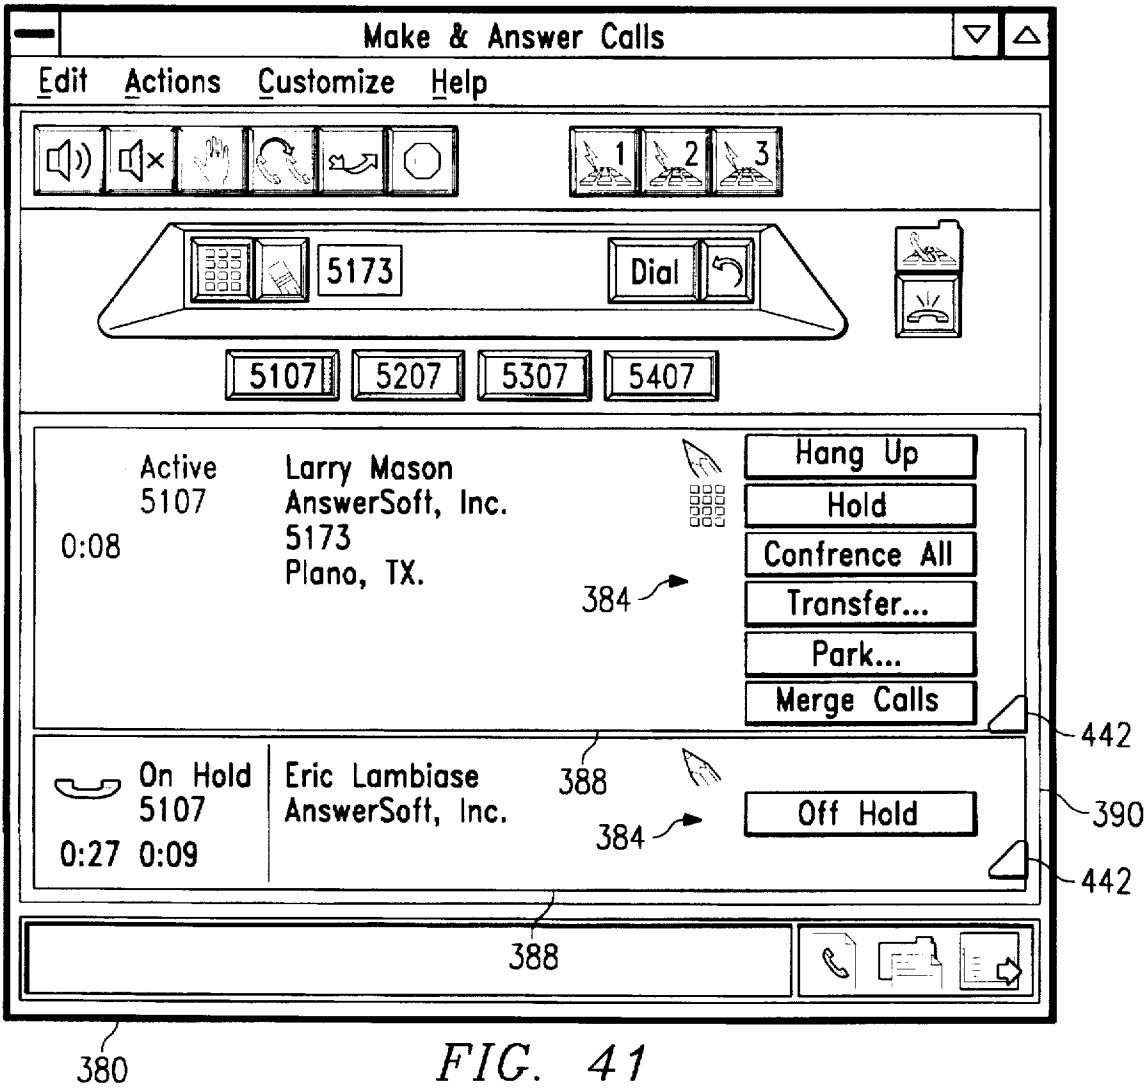 Make & Answer Calls
Edit Actions Customize Help
1 2 3
5173 Dial
5107 5207 5307 5407
Active Larry Mason Hang Up
5107 AnswerSoft, Inc. Hold
0:08 5173 Confrence All
Plano, TX.
384 Transfer...
Park...
Merge Calls
442
388
On Hold Eric Lambiase
5107 AnswerSoft, Inc. Off Hold
390
384
0:27 0:09
442
388
380
FIG. 41